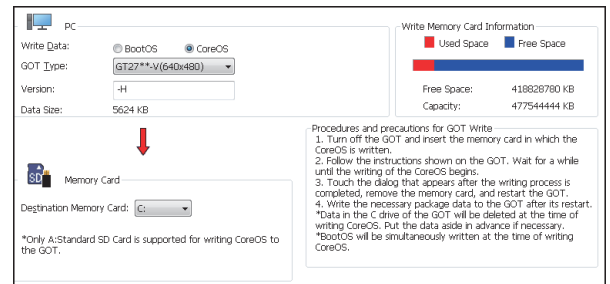 PC
Write Data: BootOS CoreOS
GOT Type: GT27**-V(640x480)
Version: -H
Data Size: 5624 KB
SD Memory Card
Destination Memory Card: C:
*Only A:Standard SD Card is supported for writing CoreOS to
the GOT.
Write Memory Card Information
Used Space Free Space
Free Space: 418828780 KB
Capacity: 477544444 KB
Procedures and precautions for GOT Write
1. Turn off the GOT and insert the memory card in which the
CoreOS is written.
2. Follow the instructions shown on the GOT. Wait for a while
until the writing of the CoreOS begins.
3. Touch the dialog that appears after the writing process is
completed, remove the memory card, and restart the GOT.
4. Write the necessary package data to the GOT after its restart.
*Data in the C drive of the GOT will be deleted at the time of
writing CoreOS. Put the data aside in advance if necessary.
*BootOS will be simultaneously written at the time of writing
CoreOS.